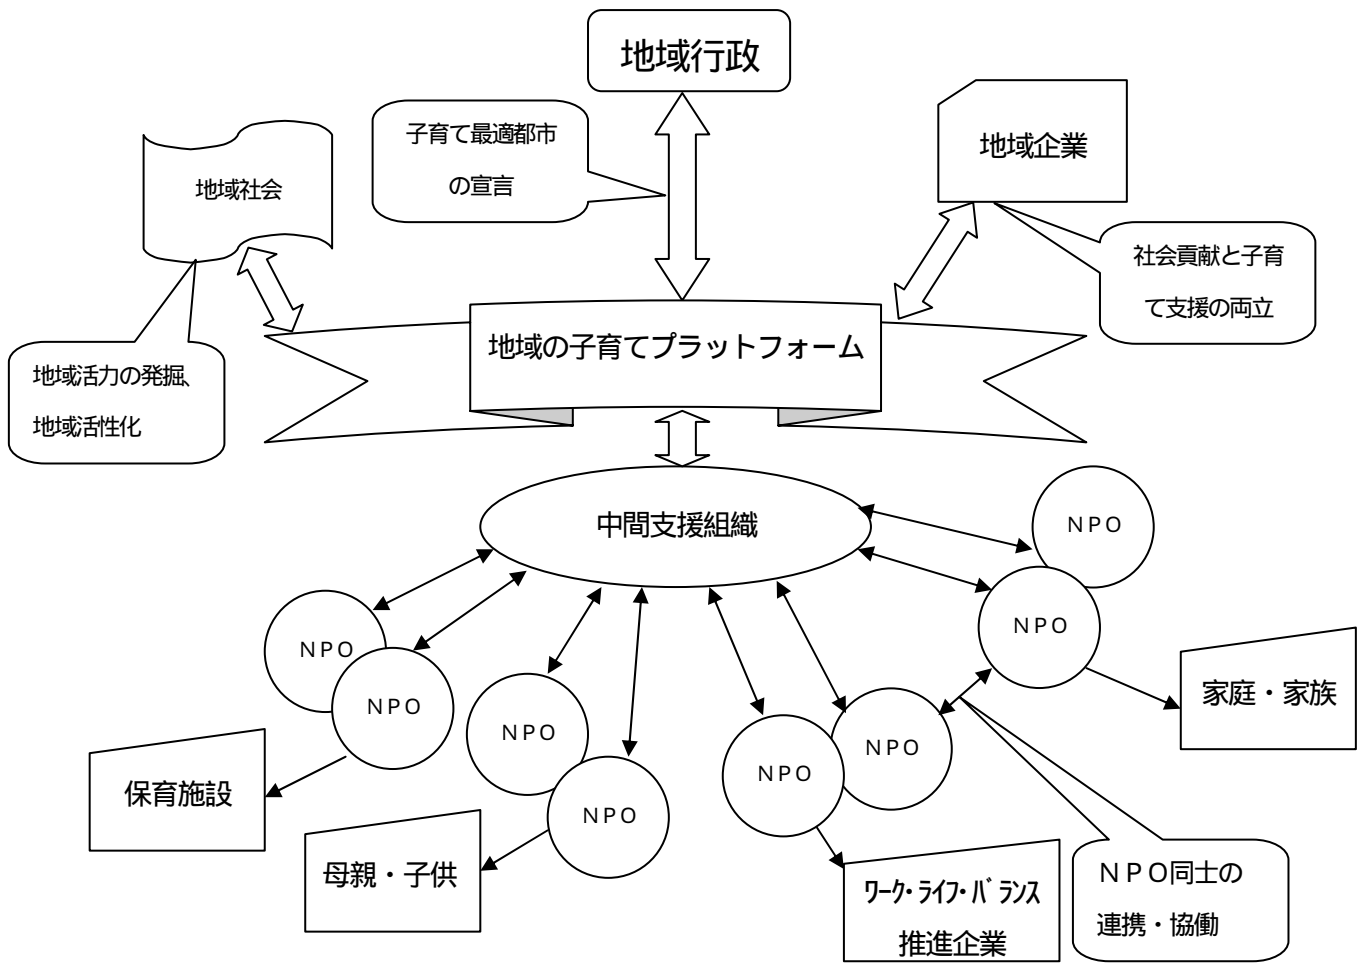 地域行政
子育て最適都市
の宣言
地域企業
地域社会
社会貢献と子育
て支援の両立
地域の子育てプラットフォーム
地域活力の発掘、
地域活性化
中間支援組織
ＮＰＯ
ＮＰＯ
ＮＰＯ
ＮＰＯ
ＮＰＯ
ＮＰＯ
ＮＰＯ
ＮＰＯ
家庭・家族
保育施設
母親・子供
ﾜｰｸ･ﾗｲﾌ･ﾊﾞﾗﾝｽ
推進企業
ＮＰＯ同士の
連携・協働